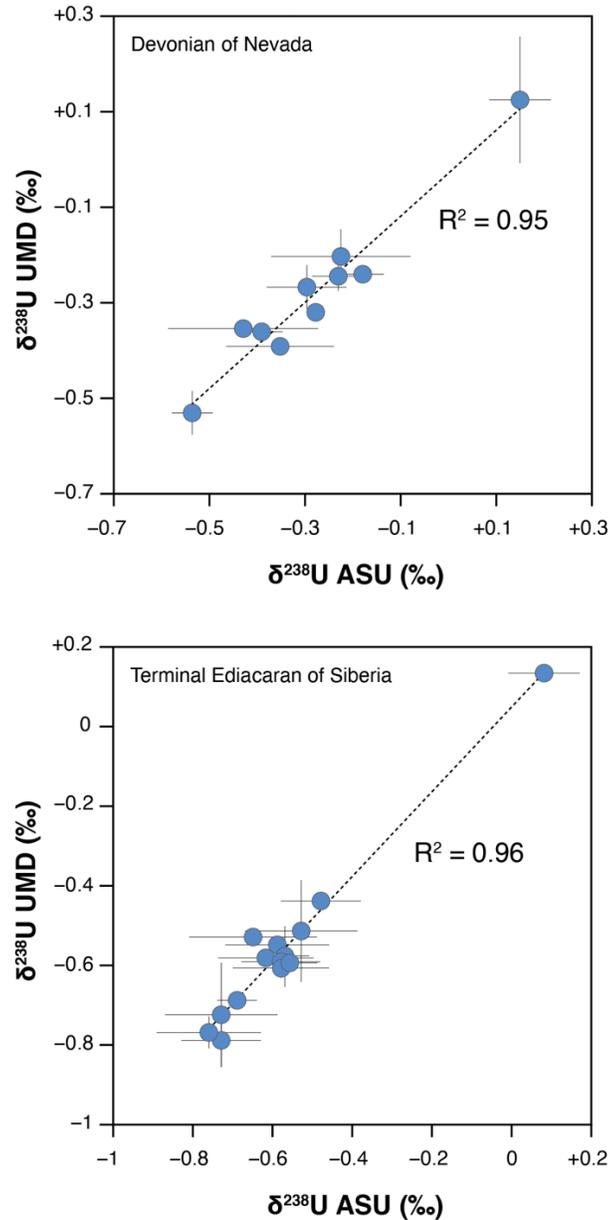 +0.3
Devonian of Nevada
+0.1
−0.1
R² = 0.95
−0.3
−0.5
−0.7
δ²³⁸U UMD (‰)
−0.7 −0.5 −0.3 −0.1 +0.1 +0.3
δ²³⁸U ASU (‰)
+0.2
Terminal Ediacaran of Siberia
0
−0.2
R² = 0.96
−0.4
−0.6
−0.8
−1
δ²³⁸U UMD (‰)
−1 −0.8 −0.6 −0.4 −0.2 0 +0.2
δ²³⁸U ASU (‰)